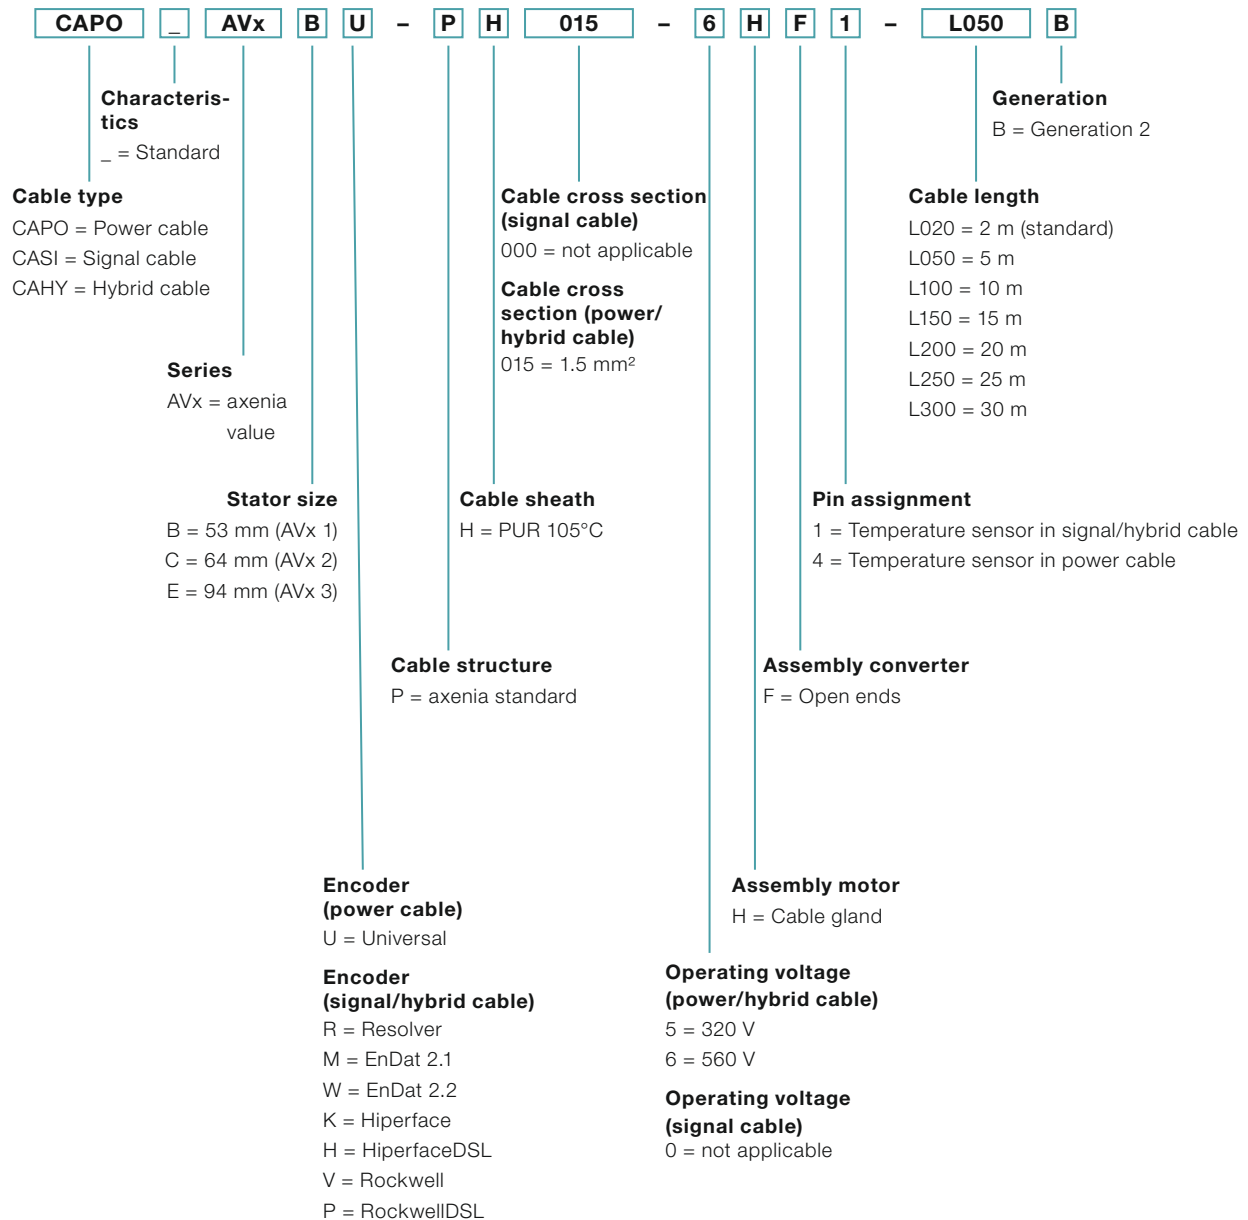 CAPO _ AVx B U – P H 015 – 6 H F 1 – L050 B
Characteris-
tics
_ = Standard
Generation
B = Generation 2
Cable type
CAPO = Power cable
CASI = Signal cable
CAHY = Hybrid cable
Cable cross section
(signal cable)
000 = not applicable
Cable cross
section (power/
hybrid cable)
015 = 1.5 mm²
Cable length
L020 = 2 m (standard)
L050 = 5 m
L100 = 10 m
L150 = 15 m
L200 = 20 m
L250 = 25 m
L300 = 30 m
Series
AVx = axenia
value
Stator size
B = 53 mm (AVx 1)
C = 64 mm (AVx 2)
E = 94 mm (AVx 3)
Cable sheath
H = PUR 105°C
Pin assignment
1 = Temperature sensor in signal/hybrid cable
4 = Temperature sensor in power cable
Cable structure
P = axenia standard
Assembly converter
F = Open ends
Encoder
(power cable)
U = Universal
Encoder
(signal/hybrid cable)
R = Resolver
M = EnDat 2.1
W = EnDat 2.2
K = Hiperface
H = HiperfaceDSL
V = Rockwell
P = RockwellDSL
Assembly motor
H = Cable gland
Operating voltage
(power/hybrid cable)
5 = 320 V
6 = 560 V
Operating voltage
(signal cable)
0 = not applicable